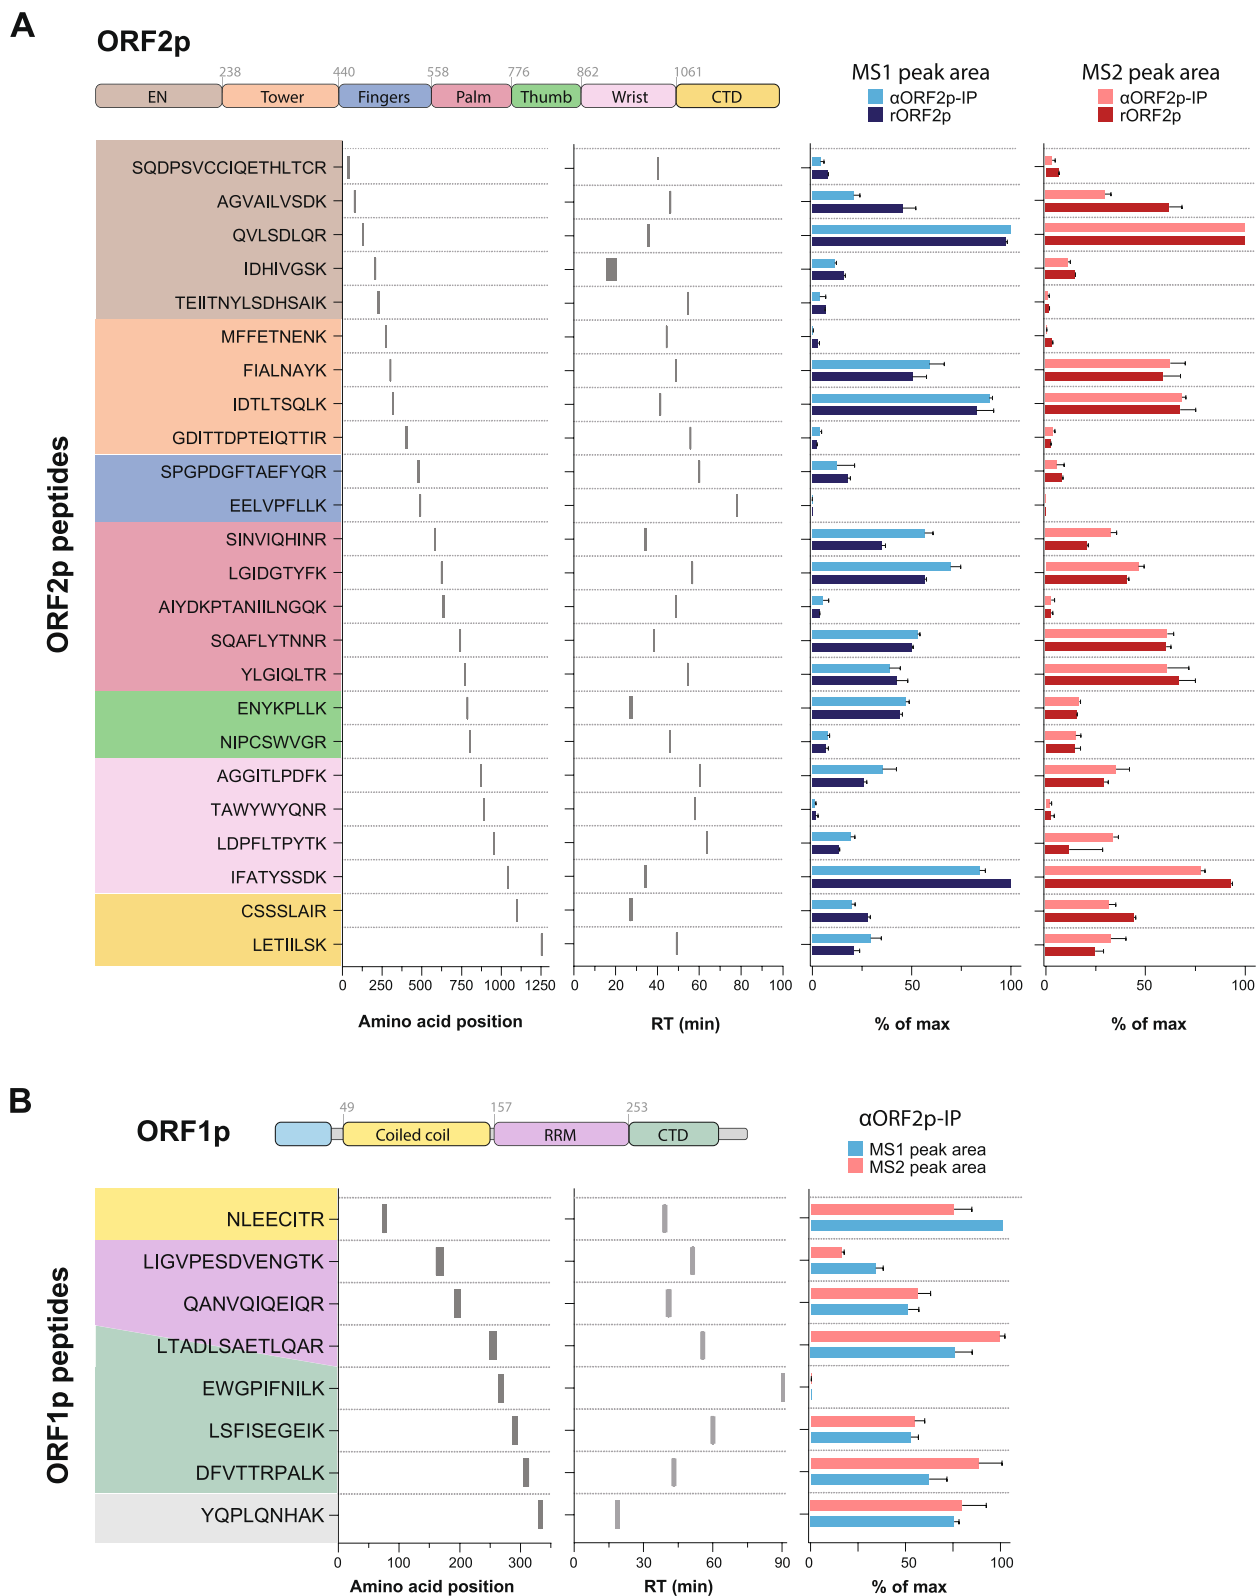 A
ORF2p
238 440 558 776 862 1061
EN Tower Fingers Palm Thumb Wrist CTD
MS1 peak area
αORF2p-IP
rORF2p
MS2 peak area
αORF2p-IP
rORF2p
ORF2p peptides
SQDPSVCCIQETHLTCR
AGVAILVSDK
QVLSDLQR
IDHIVGSK
TEIITNYLSDHSAIK
MFFETNENK
FIALNAYK
IDTLTSQLK
GDITTDPTEIQTTIR
SPGPDGFTAEFYQR
EELVPFLLK
SINVIQHINR
LGIDGTYFK
AIYDKPTANIILNGQK
SQAFLYTNNR
YLGIQLTR
ENYKPLLK
NIPCSWVGR
AGGITLPDFK
TAWYWYQNR
LDPFLTPYTK
IFATYSSDK
CSSSLAIR
LETIILSK
0 250 500 750 1000 1250
Amino acid position
0 20 40 60 80 100
RT (min)
0 50 100
% of max
0 50 100
% of max
B
ORF1p
49 157 253
Coiled coil RRM CTD
αORF2p-IP
MS1 peak area
MS2 peak area
ORF1p peptides
NLEECITR
LIGVPESDVENGTK
QANVQIQEIQR
LTADLSAETLQAR
EWGPIFNILK
LSFISEGEIK
DFVTTRPALK
YQPLQNHAK
0 100 200 300
Amino acid position
0 30 60 90
RT (min)
0 50 100
% of max